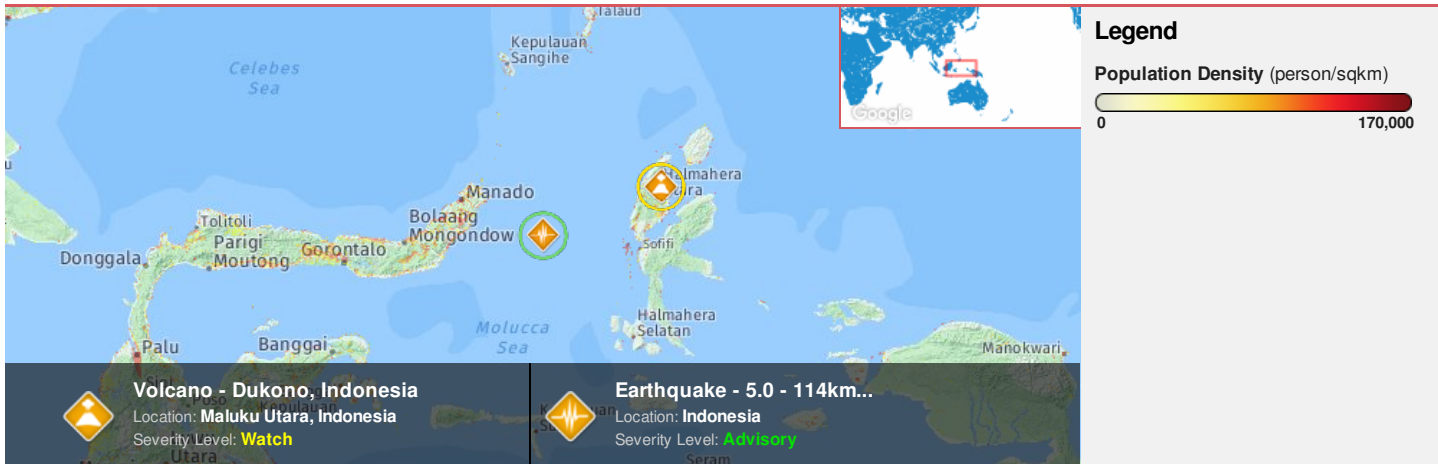 Talaud
Kepulauan
Sangihe
Celebes
Sea
Google
u
Halmahera
Utara
Manado
Tolitoli
Bolaang
Mongondow
Parigi
Moutong
Gorontalo
Donggala
Sofifi
Halmahera
Selatan
Molucca
Sea
Palu
Banggai
Manokwari
Poso
Kepulauan
Utara
Seram
Volcano - Dukono, Indonesia
Location: Maluku Utara, Indonesia
Severity Level: Watch
Earthquake - 5.0 - 114km...
Location: Indonesia
Severity Level: Advisory
Legend
Population Density (person/sqkm)
0 170,000